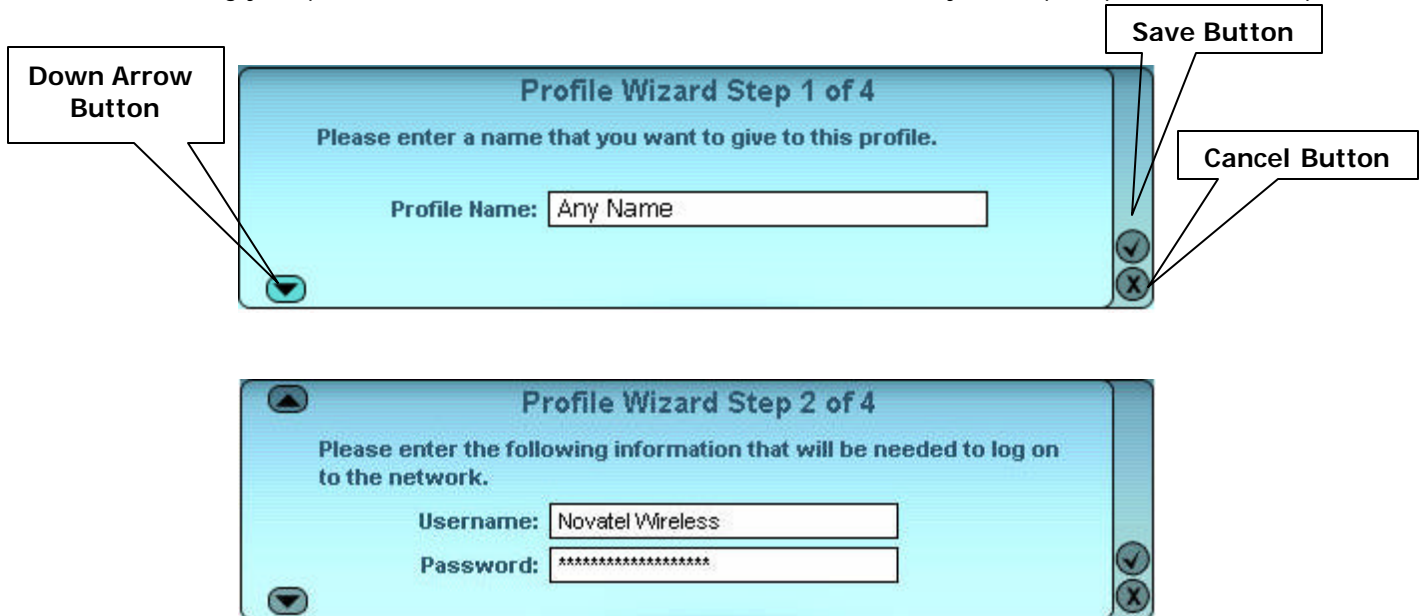 Save Button
Down Arrow
Button
Profile Wizard Step 1 of 4
Please enter a name that you want to give to this profile.
Cancel Button
Profile Name: Any Name
X
Profile Wizard Step 2 of 4
Please enter the following information that will be needed to log on
to the network.
Username: Novatel Wireless
Password: *******************
X